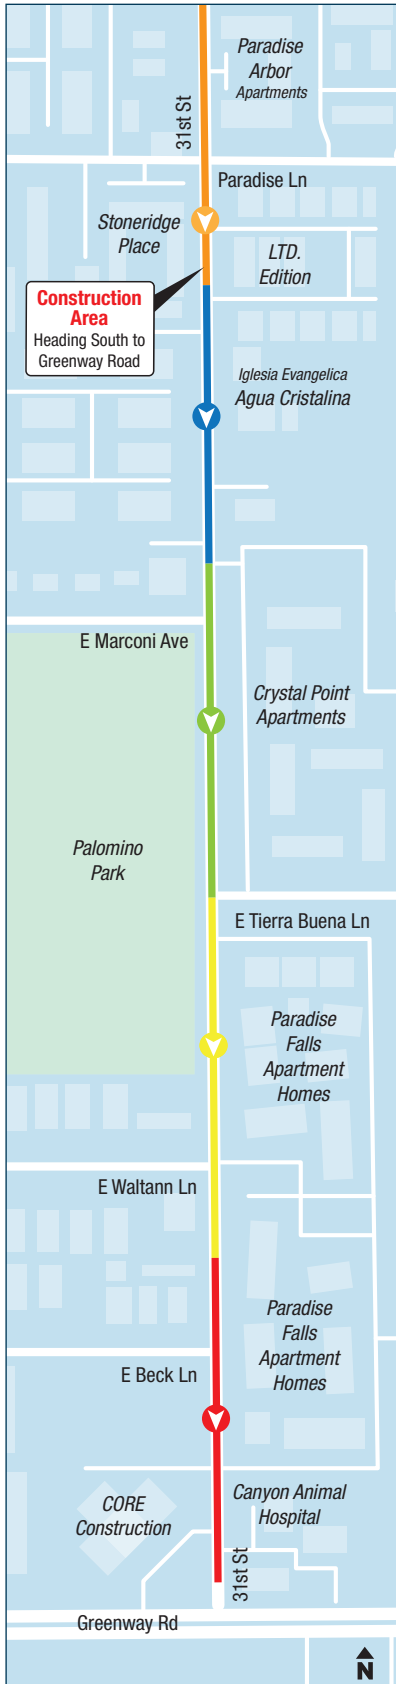 Paradise
Arbor
Apartments
31st St
Paradise Ln
Stoneridge
Place
LTD.
Edition
Construction
Area
Heading South to
Greenway Road
Iglesia Evangelica
Agua Cristalina
E Marconi Ave
Crystal Point
Apartments
Palomino
Park
E Tierra Buena Ln
Paradise
Falls
Apartment
Homes
E Waltann Ln
Paradise
Falls
Apartment
Homes
E Beck Ln
CORE
Construction
Canyon Animal
Hospital
31st St
Greenway Rd
N